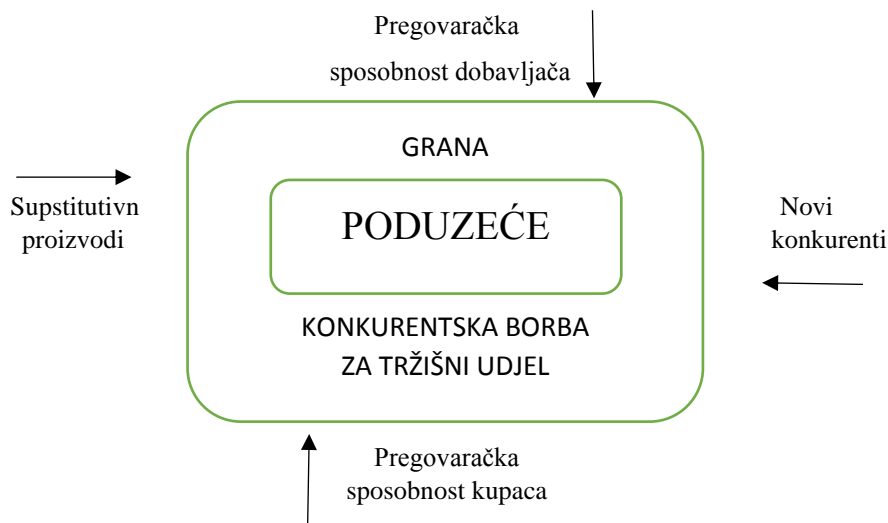 Pregovaračka
sposobnost dobavljača
GRANA
Supstitutivn
proizvodi
PODUZEĆE
Novi
konkurenti
KONKURENTSKA BORBA
ZA TRŽIŠNI UDJEL
Pregovaračka
sposobnost kupaca